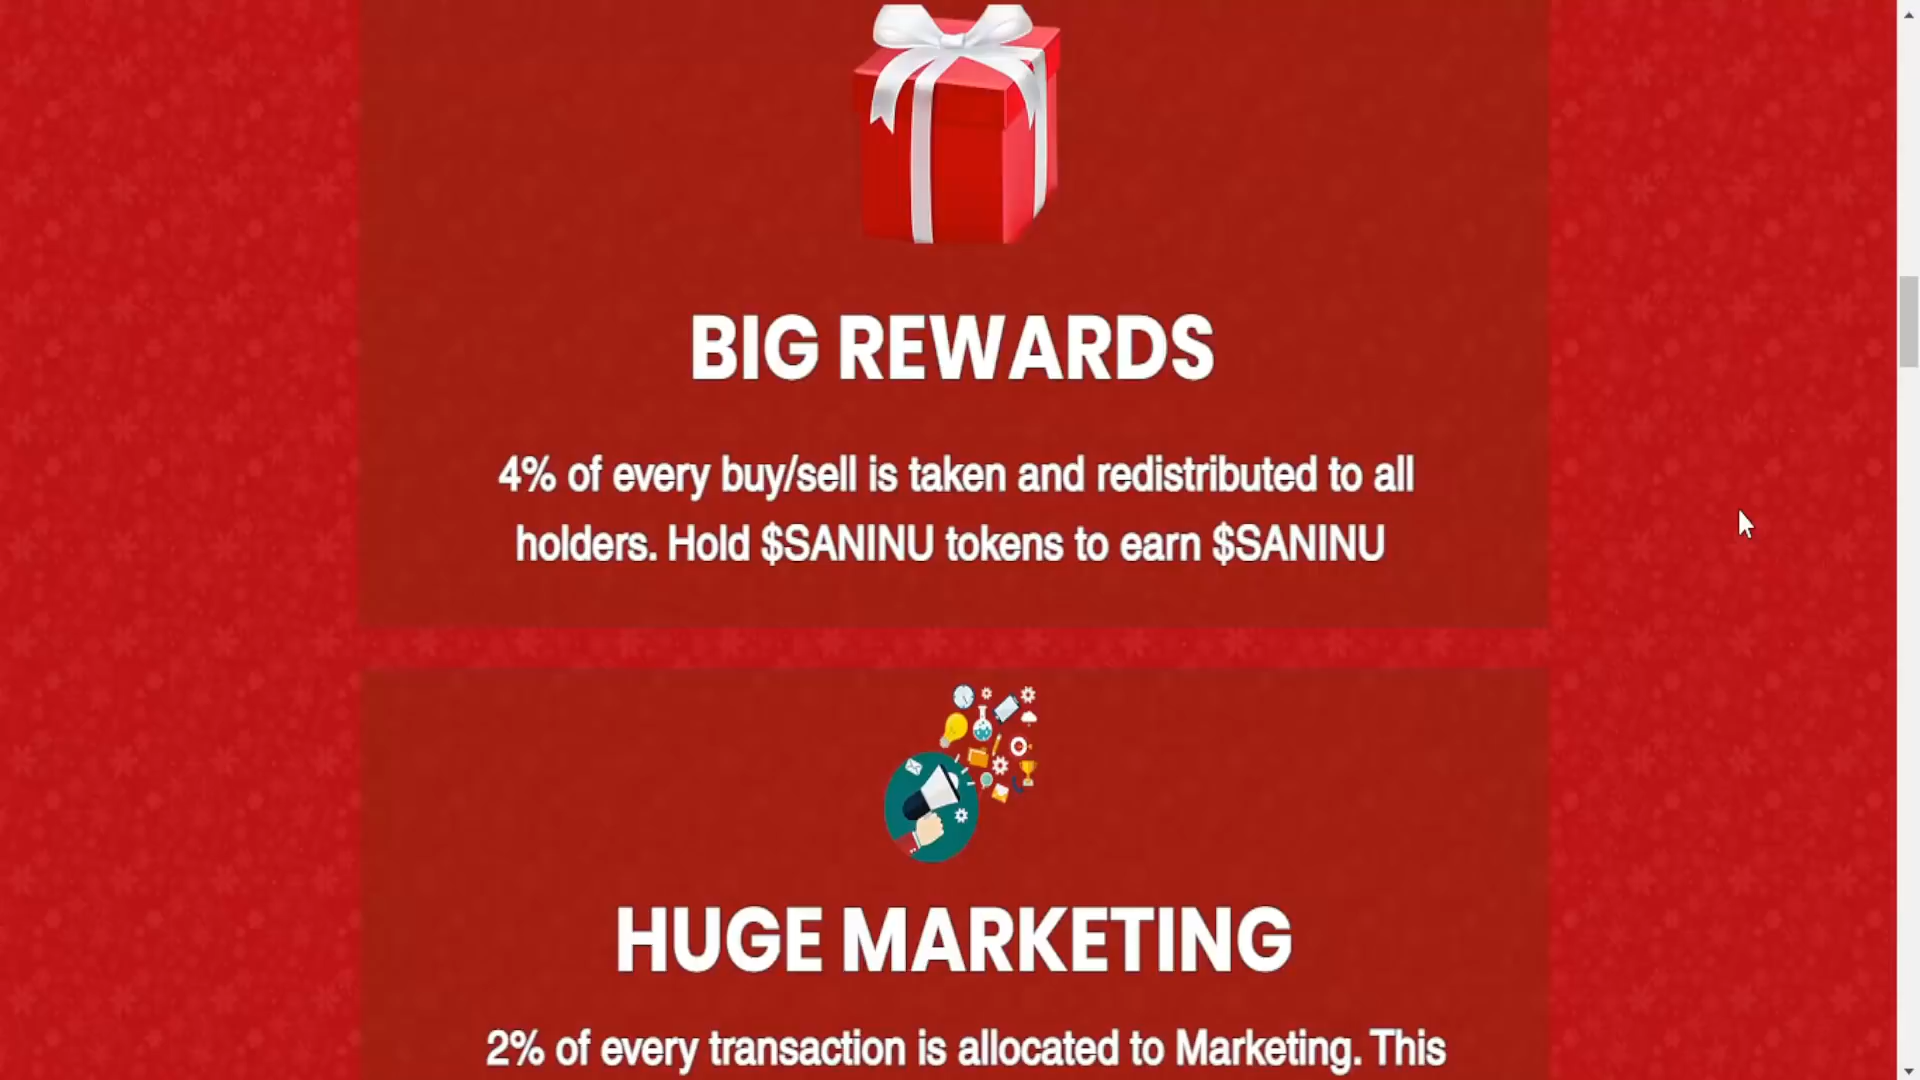 BIG REWARDS
4% of every buy/sell is taken and redistributed to all
holders. Hold $SANINU tokens to earn $SANINU
HUGE MARKETING
2% of every transaction is allocated to Marketing. This